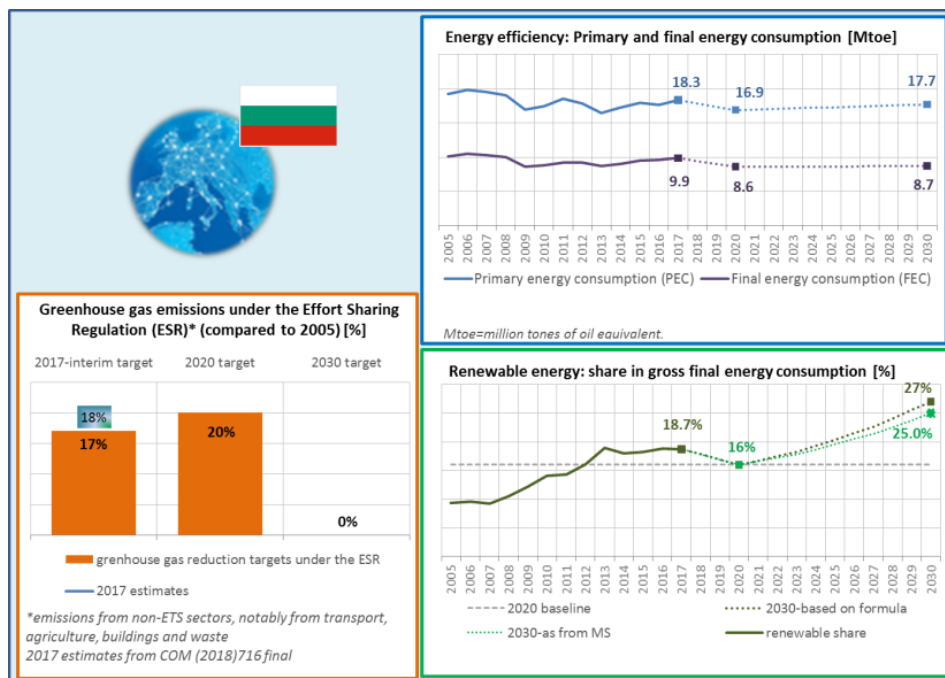 Energy efficiency: Primary and final energy consumption [Mtoe]
18.3
16.9
17.7
9.9
8.6
8.7
2005 2006 2007 2008 2009 2010 2011 2012 2013 2014 2015 2016 2017 2018 2019 2020 2021 2022 2023 2024 2025 2026 2027 2028 2029 2030
Primary energy consumption (PEC) Final energy consumption (FEC)
Mtoe=million tones of oil equivalent.
Greenhouse gas emissions under the Effort Sharing
Regulation (ESR)* (compared to 2005) [%]
2017-interim target 2020 target 2030 target
18%
17%
20%
0%
grenhouse gas reduction targets under the ESR
2017 estimates
*emissions from non-ETS sectors, notably from transport,
agriculture, buildings and waste
2017 estimates from COM (2018)716 final
Renewable energy: share in gross final energy consumption [%]
27%
18.7%
16%
25.0%
2005 2006 2007 2008 2009 2010 2011 2012 2013 2014 2015 2016 2017 2018 2019 2020 2021 2022 2023 2024 2025 2026 2027 2028 2029 2030
2020 baseline 2030-based on formula
2030-as from MS renewable share